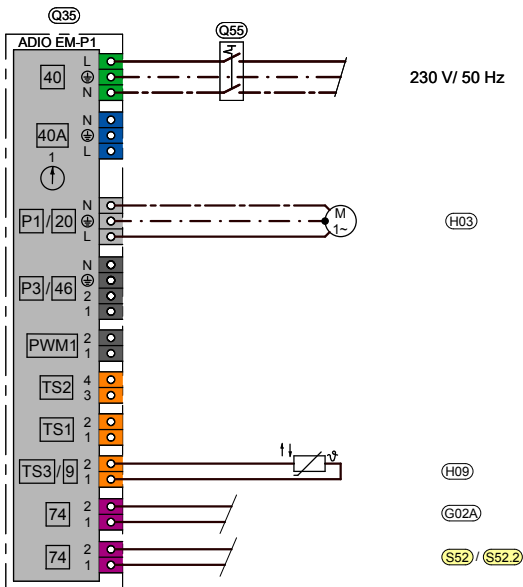 Q35
Q55
ADIO EM-P1
L
40
N
230 V/ 50 Hz
N
40A
L
1
N
P1 / 20
L
M
1~
H03
N
P3 / 46
2
1
PWM1
2
1
TS2
4
3
TS1
2
1
TS3 / 9
2
1
ϑ
H09
74
2
1
G02A
74
2
1
S52 / S52.2